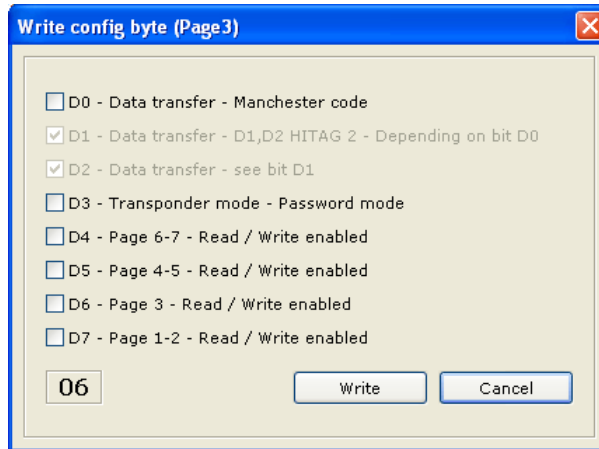 Write config byte (Page3)
D0 - Data transfer - Manchester code
D1 - Data transfer - D1,D2 HITAG 2 - Depending on bit D0
D2 - Data transfer - see bit D1
D3 - Transponder mode - Password mode
D4 - Page 6-7 - Read / Write enabled
D5 - Page 4-5 - Read / Write enabled
D6 - Page 3 - Read / Write enabled
D7 - Page 1-2 - Read / Write enabled
06 Write Cancel